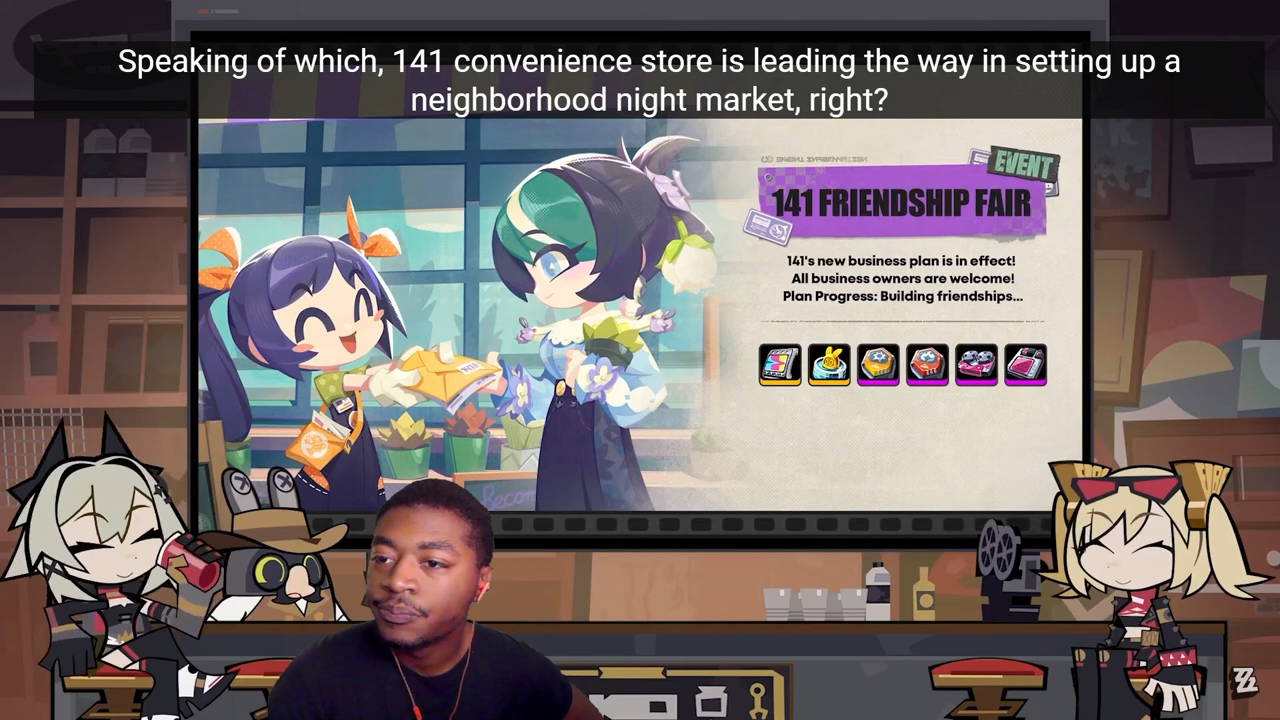 Speaking of which, 141 convenience store is leading the way in setting up a
neighborhood night market, right?
EVENT
141 FRIENDSHIP FAIR
141's new business plan is in effect!
All business owners are welcome!
Plan Progress: Building friendships...
Becom